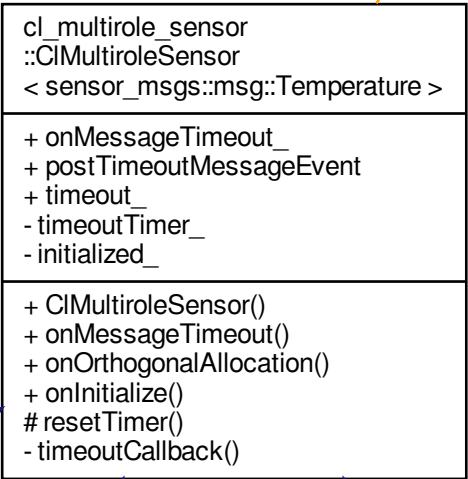 cl_multirole_sensor
::ClMultiroleSensor
< sensor_msgs::msg::Temperature >
+ onMessageTimeout_
+ postTimeoutMessageEvent
+ timeout_
- timeoutTimer_
- initialized_
+ ClMultiroleSensor()
+ onMessageTimeout()
+ onOrthogonalAllocation()
+ onInitialize()
# resetTimer()
- timeoutCallback()